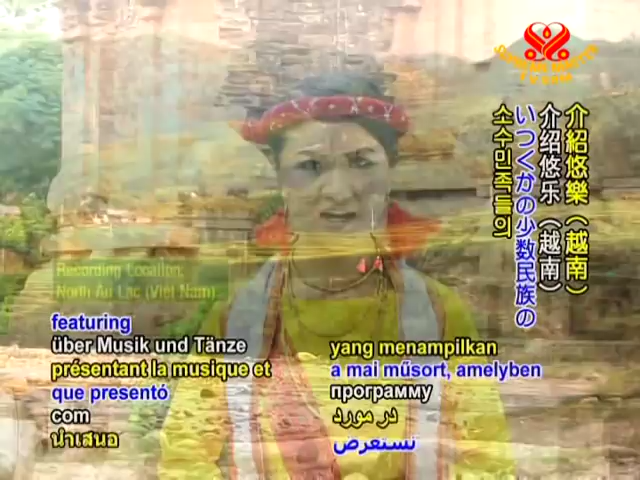 SUPREME MASTER
TV
介紹悠樂（越南）
介绍悠乐（越南）
いつくかの少数民族の
소수민족들의
Recording Location:
North Au Lac (Viet Nam)
featuring
über Musik und Tänze
présentant la musique et
que presentó
com
นำเสนอ
yang menampilkan
a mai műsort, amelyben
программу
در مورد
نستعرض